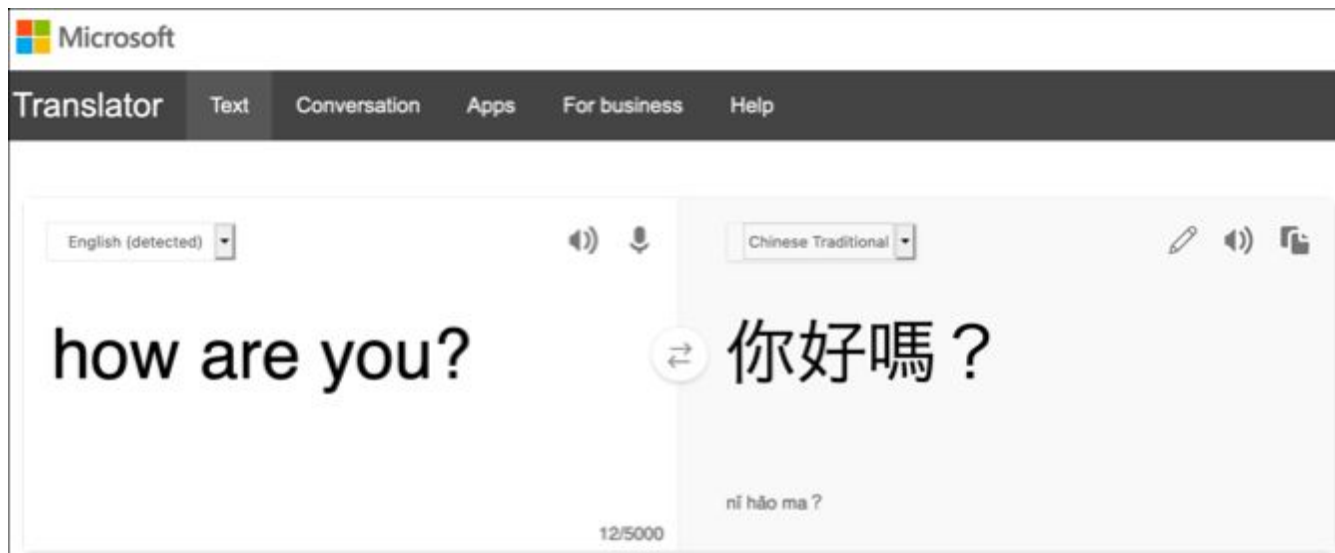 Microsoft
Translator Text Conversation Apps For business Help
English (detected)
how are you?
12/5000
Chinese Traditional
你好嗎？
nǐ hǎo ma？